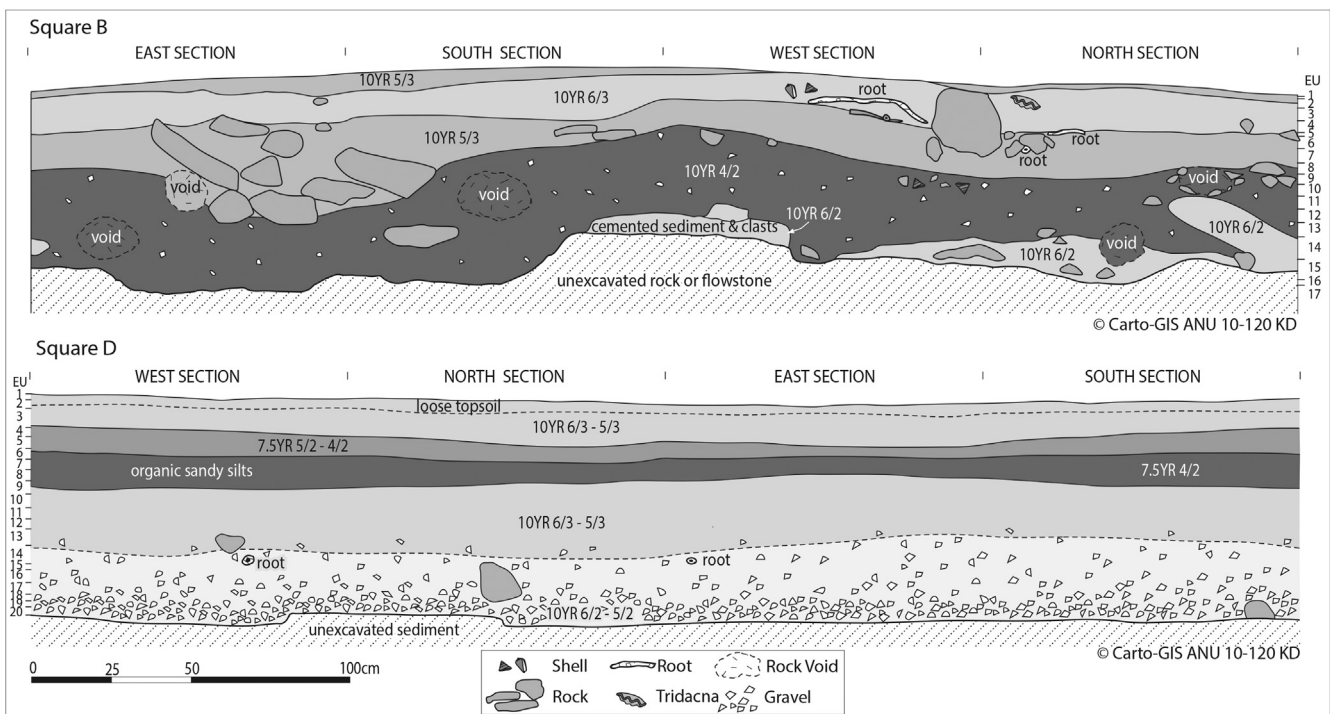 Square B
EAST SECTION SOUTH SECTION WEST SECTION NORTH SECTION
EU
10YR 5/3
10YR 6/3
root
1
2
3
4
5
6
7
8
9
10
11
12
13
14
15
16
17
10YR 5/3
root
root
10YR 4/2
void
void
void
void
void
10YR 6/2
cemented sediment & clasts
10YR 6/2
10YR 6/2
unexcavated rock or flowstone
© Carto-GIS ANU 10-120 KD
Square D
EU WEST SECTION NORTH SECTION EAST SECTION SOUTH SECTION
1
2
3
4
5
6
7
8
9
10
11
12
13
14
15
16
17
18
19
20
loose topsoil
10YR 6/3 - 5/3
7.5YR 5/2 - 4/2
organic sandy silts 7.5YR 4/2
10YR 6/3 - 5/3
root root
10YR 6/2 - 5/2
unexcavated sediment
© Carto-GIS ANU 10-120 KD
0 25 50 100cm
Shell Root Rock Void
Rock Tridacna Gravel